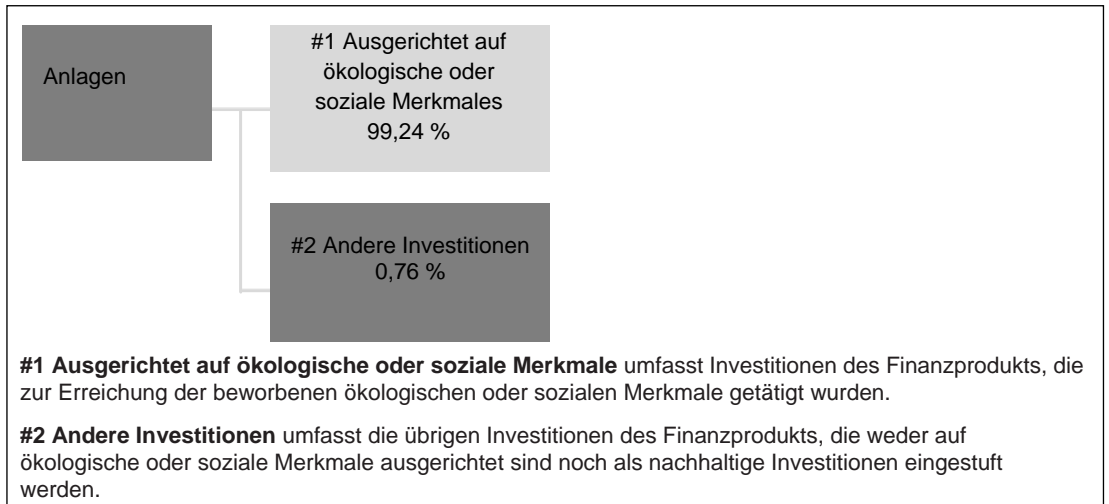 Anlagen
#1 Ausgerichtet auf
ökologische oder
soziale Merkmales
99,24 %
#2 Andere Investitionen
0,76 %
#1 Ausgerichtet auf ökologische oder soziale Merkmale umfasst Investitionen des Finanzprodukts, die
zur Erreichung der beworbenen ökologischen oder sozialen Merkmale getätigt wurden.
#2 Andere Investitionen umfasst die übrigen Investitionen des Finanzprodukts, die weder auf
ökologische oder soziale Merkmale ausgerichtet sind noch als nachhaltige Investitionen eingestuft
werden.